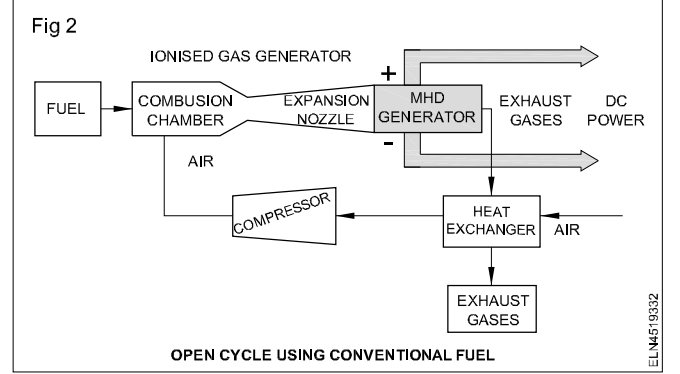 Fig 2
IONISED GAS GENERATOR
FUEL
COMBUSION
CHAMBER
EXPANSION
NOZZLE
+
MHD
GENERATOR
-
EXHAUST
GASES
DC
POWER
AIR
COMPRESSOR
HEAT
EXCHANGER
AIR
EXHAUST
GASES
OPEN CYCLE USING CONVENTIONAL FUEL
ELN4519332